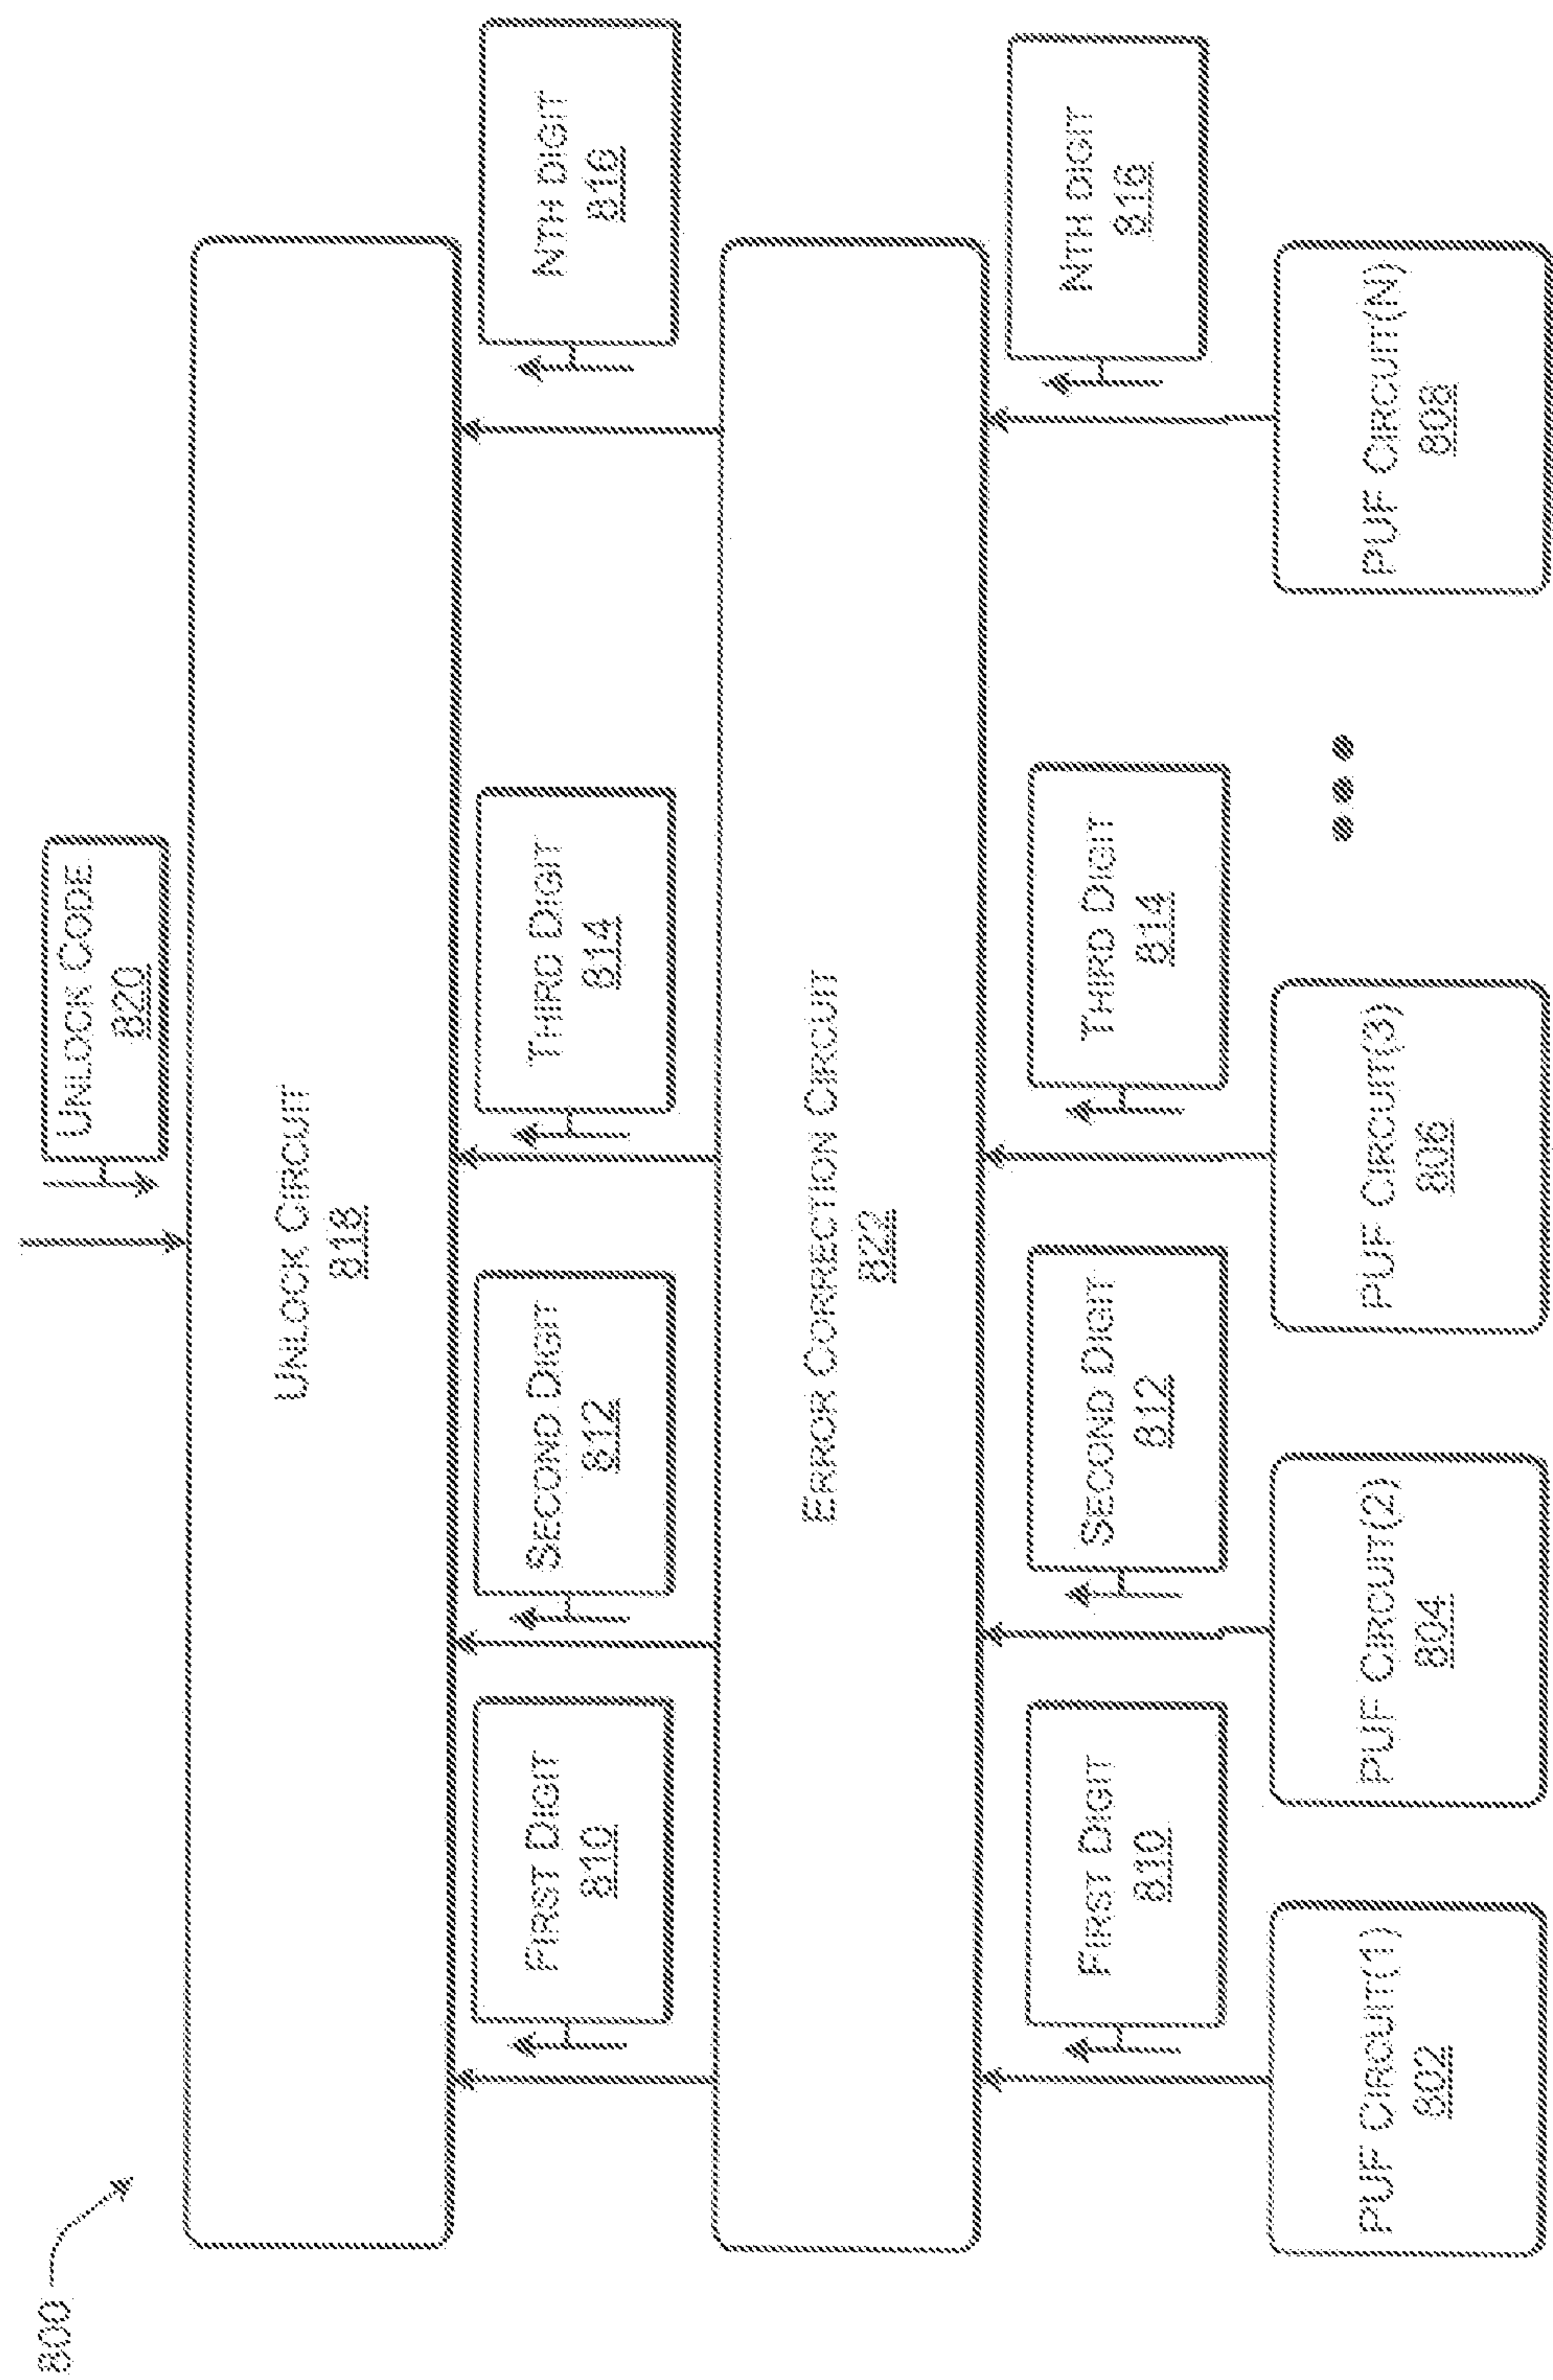 800
UNLOCK CODE
820
UNLOCK CIRCUIT
818
FIRST DIGIT
810
SECOND DIGIT
812
THIRD DIGIT
814
NTH DIGIT
816
ERROR CORRECTION CIRCUIT
822
FIRST DIGIT
810
SECOND DIGIT
812
THIRD DIGIT
814
NTH DIGIT
816
PUF CIRCUIT(1)
802
PUF CIRCUIT(2)
804
PUF CIRCUIT(3)
806
PUF CIRCUIT(N)
808